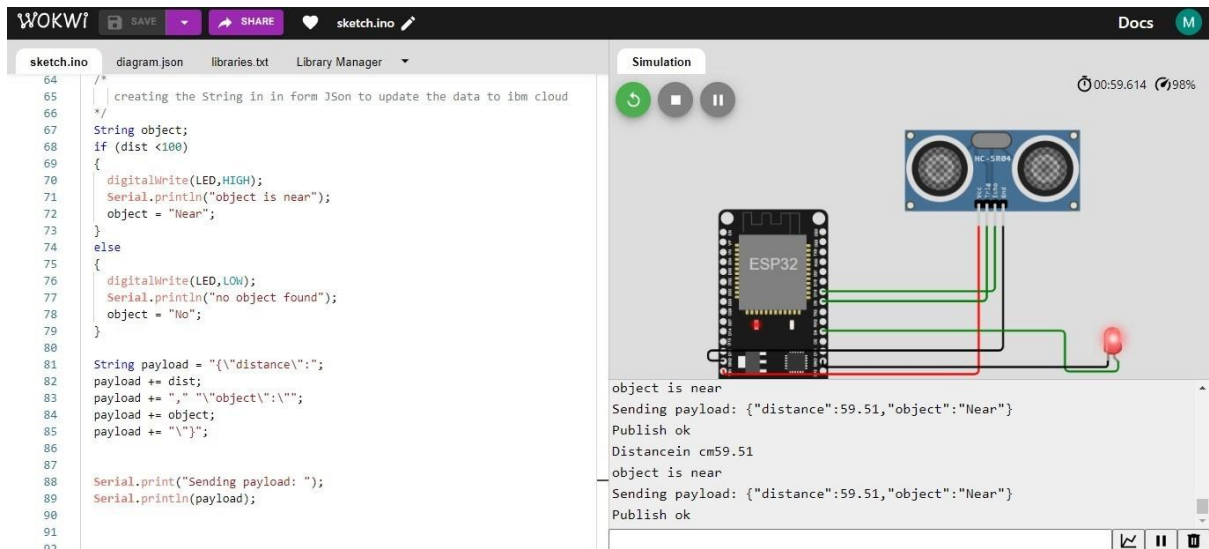 WOKWI SAVE SHARE sketch.ino Docs M
sketch.ino diagram.json libraries.txt Library Manager
64 /*
65 creating the String in in form JSon to update the data to ibm cloud
66 */
67 String object;
68 if (dist <100)
69 {
70 digitalWrite(LED,HIGH);
71 Serial.println("object is near");
72 object = "Near";
73 }
74 else
75 {
76 digitalWrite(LED,LOW);
77 Serial.println("no object found");
78 object = "No";
79 }
80
81 String payload = "{\"distance\":";
82 payload += dist;
83 payload += "," "\"object\":\"";
84 payload += object;
85 payload += "\"}";
86
87
88 Serial.print("Sending payload: ");
89 Serial.println(payload);
90
91
92
Simulation
00:59.614 98%
HC-SR04
Vcc
Trig
Echo
Gnd
ESP32
object is near
Sending payload: {"distance":59.51,"object":"Near"}
Publish ok
Distancein cm59.51
object is near
Sending payload: {"distance":59.51,"object":"Near"}
Publish ok